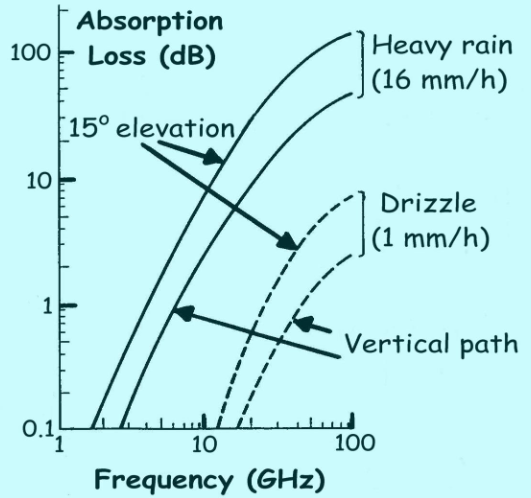 Absorption
Loss (dB)
100
Heavy rain
(16 mm/h)
15° elevation
10
Drizzle
(1 mm/h)
1
Vertical path
0.1
1
10
100
Frequency (GHz)